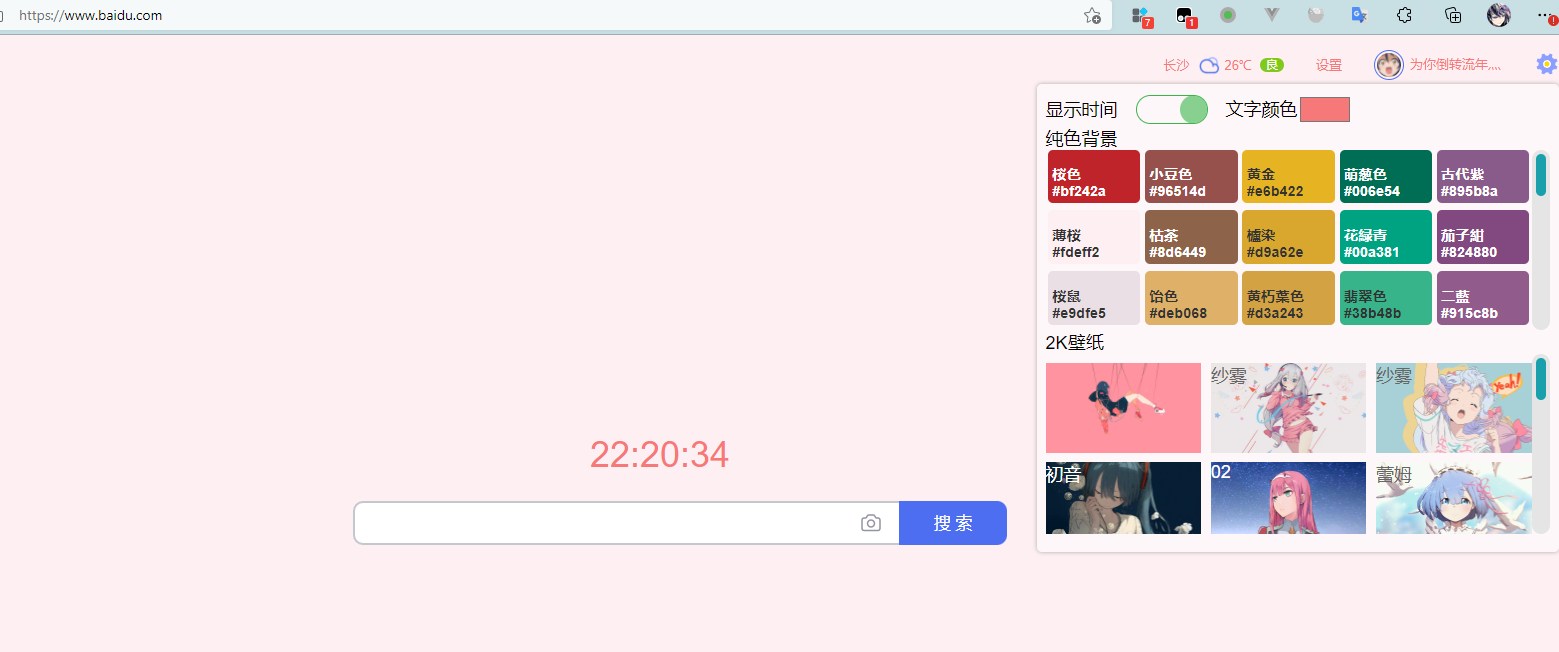 https://www.baidu.com
7
1
长沙 26℃ 良 设置 为你倒转流年灬
显示时间 文字颜色
纯色背景
桜色 小豆色 黄金 萌葱色 古代紫
#bf242a #96514d #e6b422 #006e54 #895b8a
薄桜 枯茶 櫨染 花緑青 茄子紺
#fdeff2 #8d6449 #d9a62e #00a381 #824880
桜鼠 饴色 黄朽葉色 翡翠色 二藍
#e9dfe5 #deb068 #d3a243 #38b48b #915c8b
2K壁纸
纱雾 纱雾
Yeah!
初音 02 蕾姆
22:20:34
搜 索